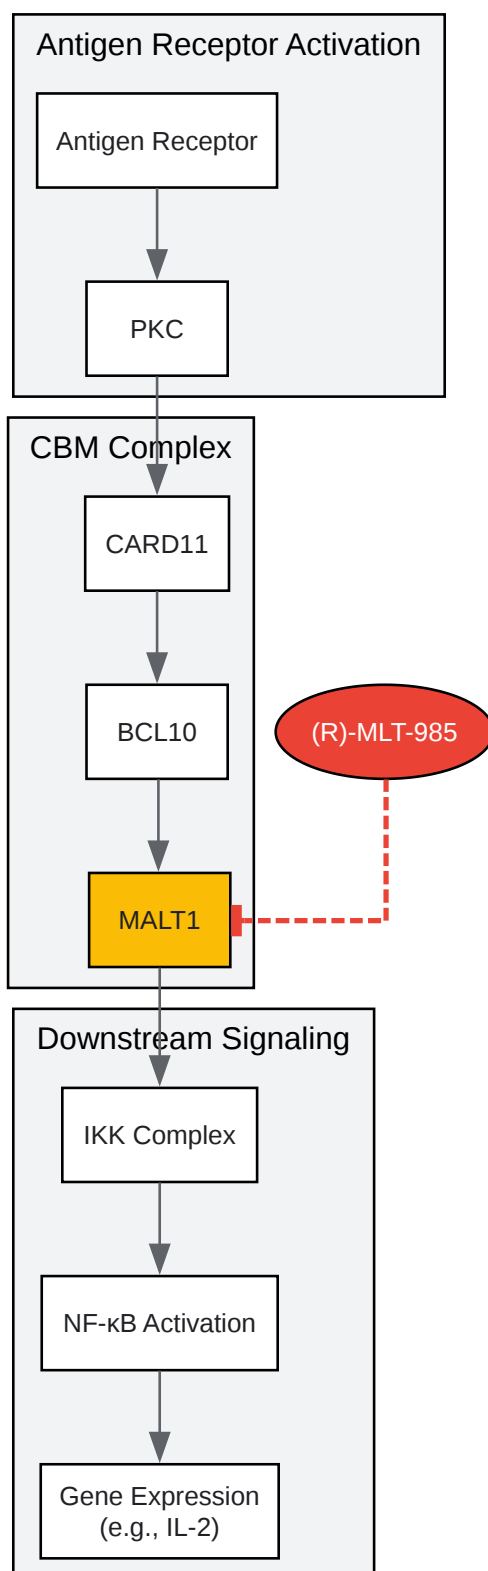 Antigen Receptor Activation
Antigen Receptor
PKC
CBM Complex
CARD11
BCL10
(R)-MLT-985
MALT1
Downstream Signaling
IKK Complex
NF-κB Activation
Gene Expression
(e.g., IL-2)